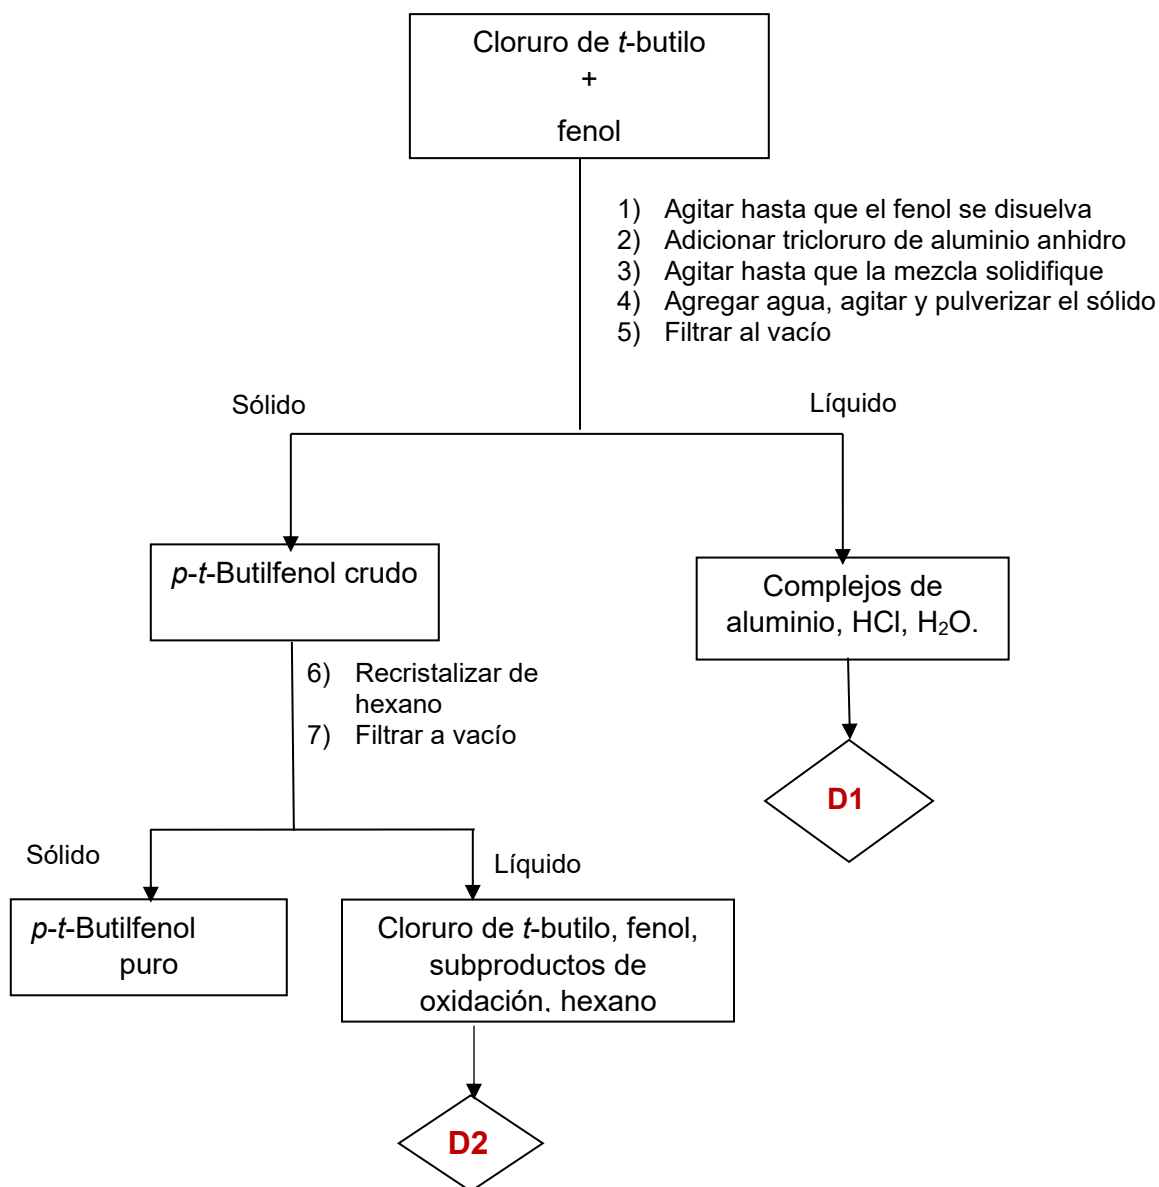 Cloruro de t-butilo
+
fenol
1) Agitar hasta que el fenol se disuelva
2) Adicionar tricloruro de aluminio anhidro
3) Agitar hasta que la mezcla solidifique
4) Agregar agua, agitar y pulverizar el sólido
5) Filtrar al vacío
Sólido
Líquido
p-t-Butilfenol crudo
Complejos de
aluminio, HCl, H₂O.
6) Recristalizar de
hexano
7) Filtrar a vacío
D1
Sólido
Líquido
p-t-Butilfenol
puro
Cloruro de t-butilo, fenol,
subproductos de
oxidación, hexano
D2